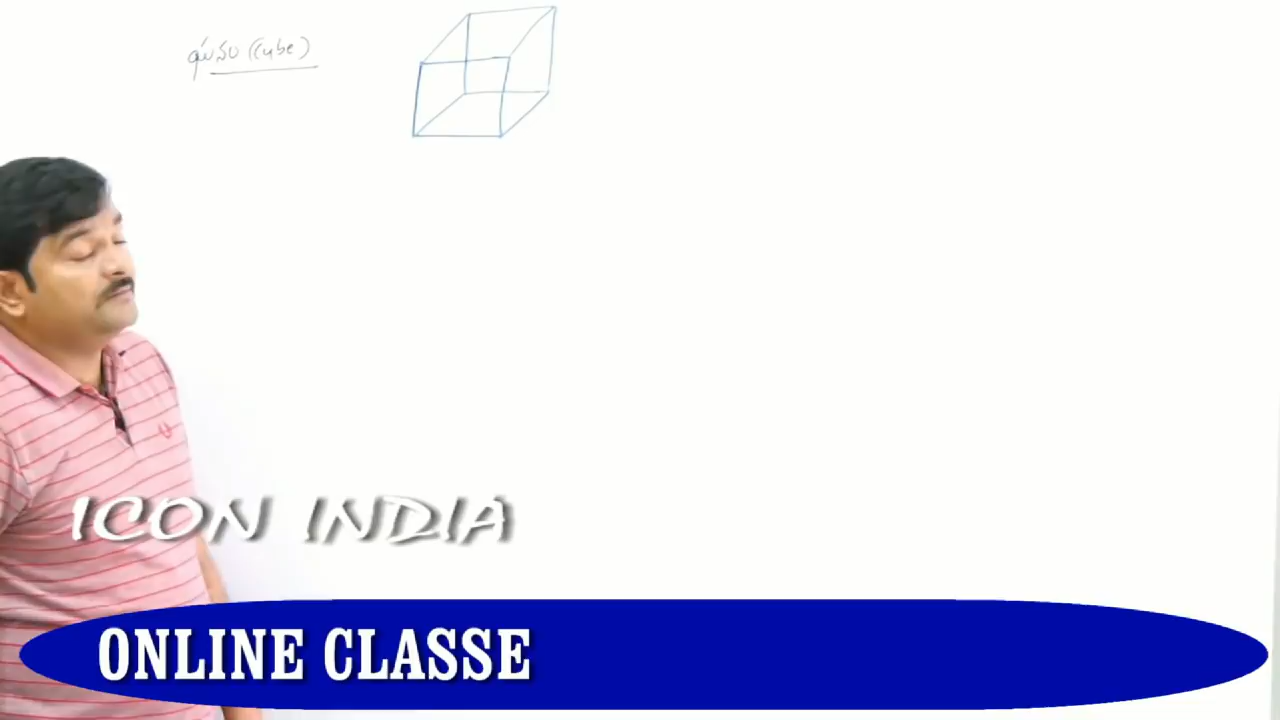 ఘనం (Cube)
ICON INDIA
ONLINE CLASSE